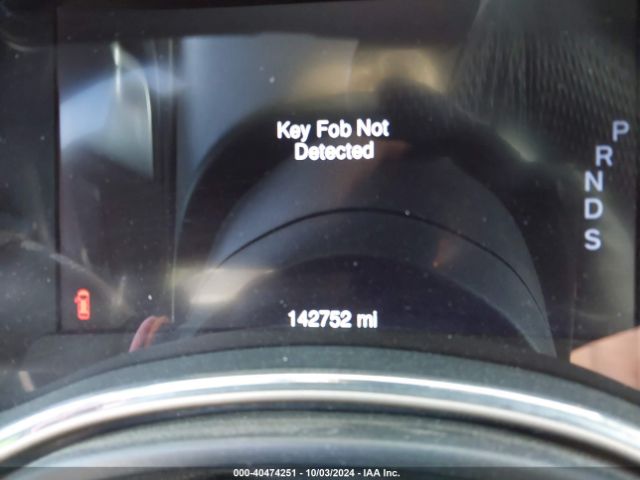 Key Fob Not
Detected
P
R
N
D
S
142752 mi
000-40474251 - 10/03/2024 - IAA Inc.